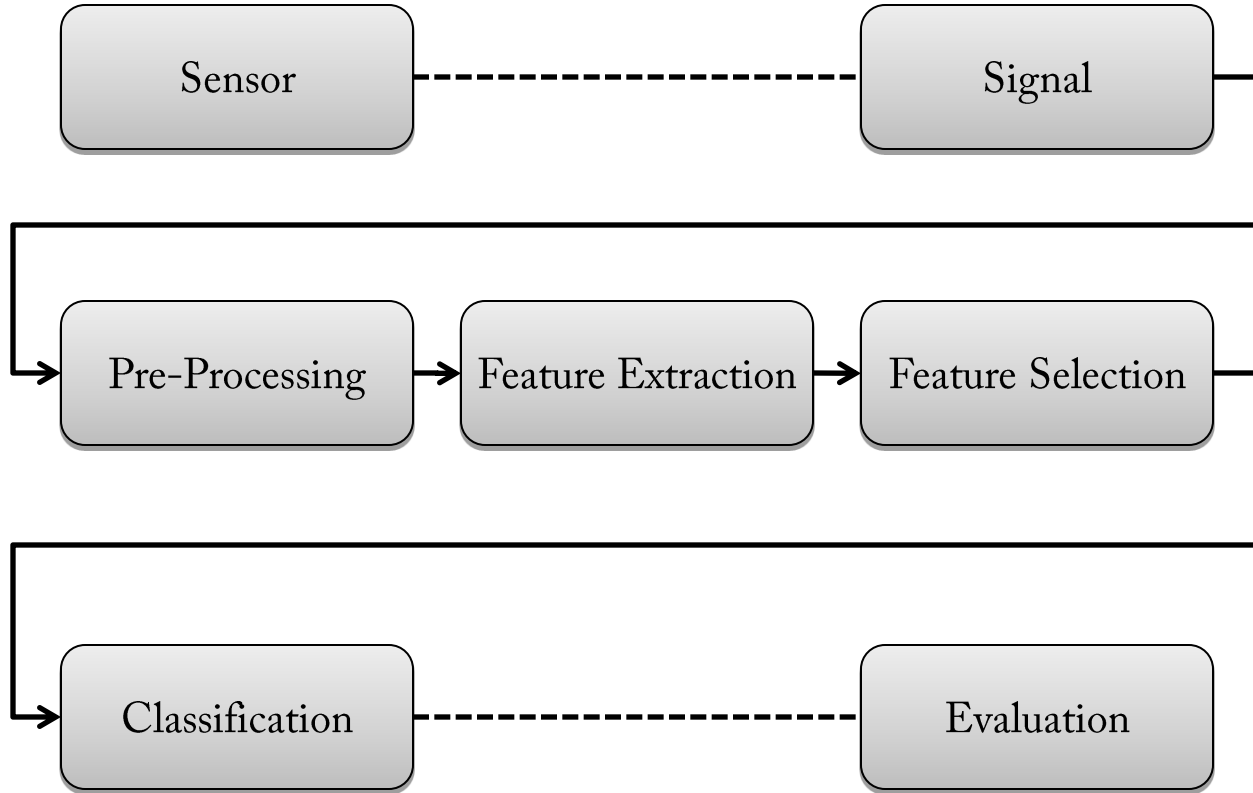 Sensor
Signal
Pre-Processing
Feature Extraction
Feature Selection
Classification
Evaluation